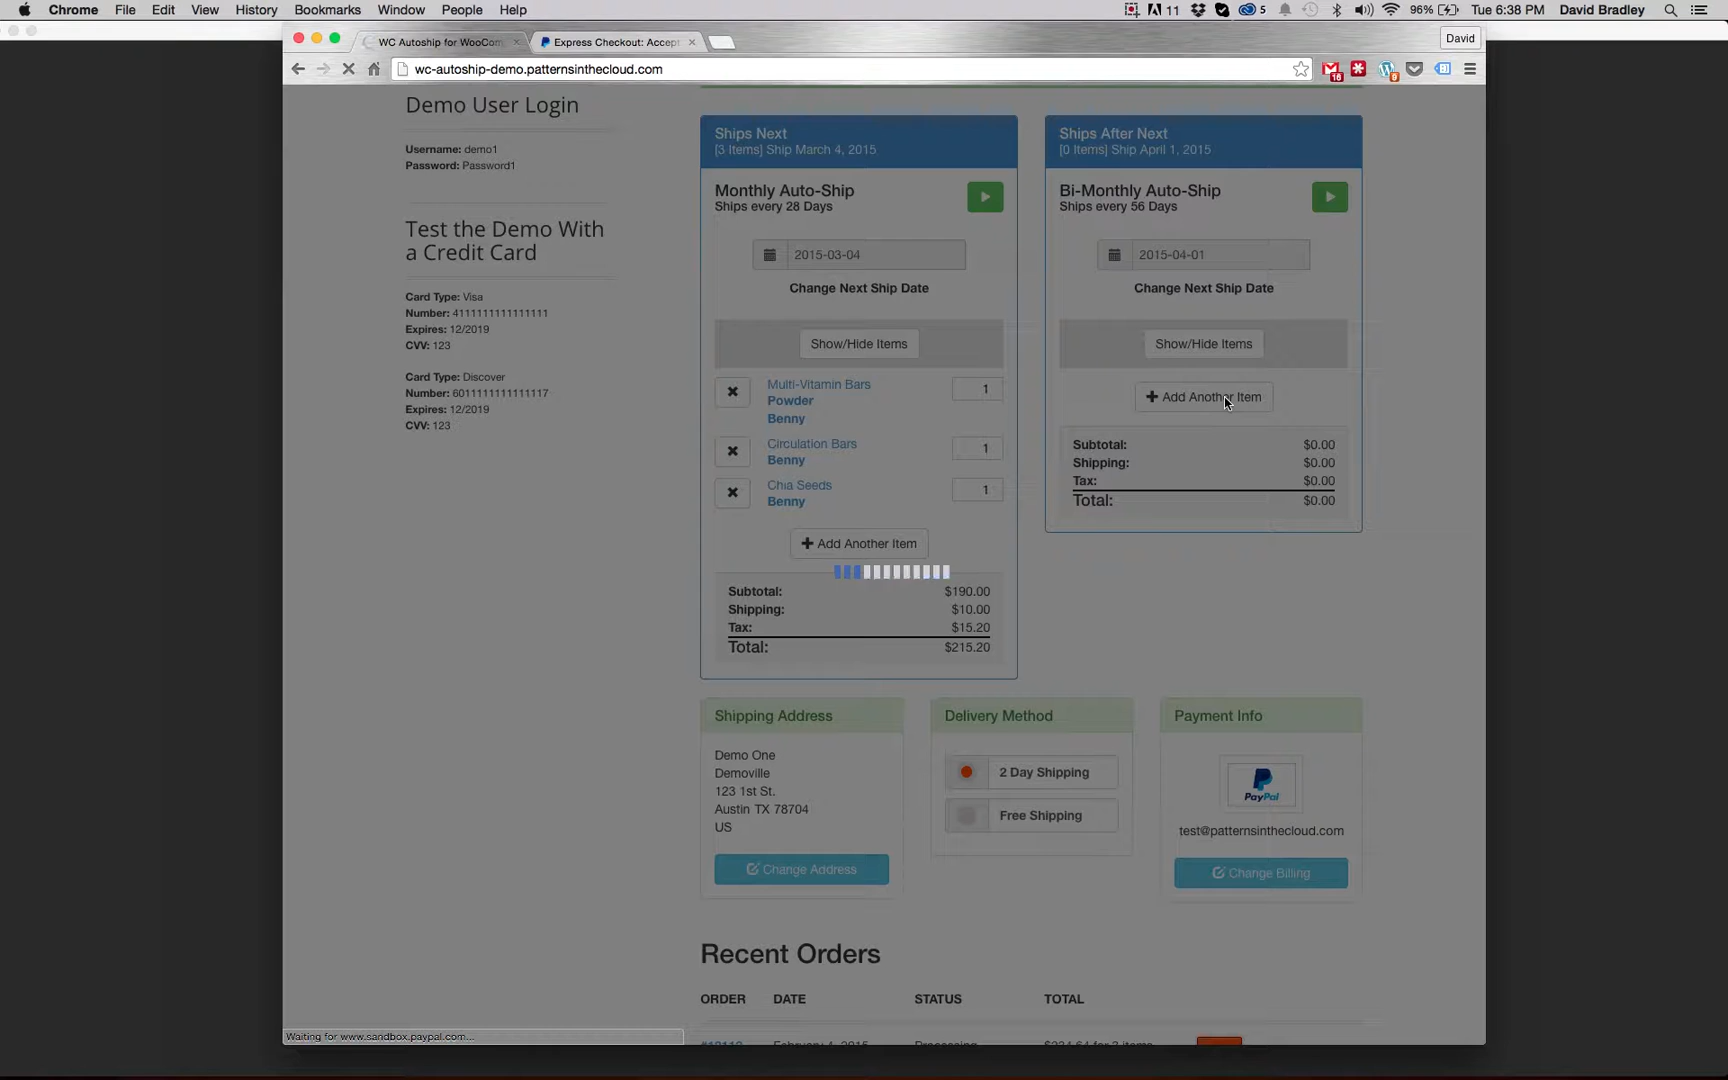 Chrome File Edit View History Bookmarks Window People Help
11 5 96% Tue 6:38 PM David Bradley
WC Autoship for WooCom
Express Checkout: Accept
David
wc-autoship-demo.patternsinthecloud.com
Demo User Login
Username: demo1
Password: Password1
Test the Demo With
a Credit Card
Card Type: Visa
Number: 4111111111111111
Expires: 12/2019
CVV: 123
Card Type: Discover
Number: 6011111111111117
Expires: 12/2019
CVV: 123
Ships Next
[3 Items] Ship March 4, 2015
Monthly Auto-Ship
Ships every 28 Days
2015-03-04
Change Next Ship Date
Show/Hide Items
Multi-Vitamin Bars 1
Powder
Benny
Circulation Bars 1
Benny
Chia Seeds 1
Benny
Add Another Item
Subtotal: $190.00
Shipping: $10.00
Tax: $15.20
Total: $215.20
Ships After Next
[0 Items] Ship April 1, 2015
Bi-Monthly Auto-Ship
Ships every 56 Days
2015-04-01
Change Next Ship Date
Show/Hide Items
Add Another Item
Subtotal: $0.00
Shipping: $0.00
Tax: $0.00
Total: $0.00
Shipping Address
Demo One
Demoville
123 1st St.
Austin TX 78704
US
Change Address
Delivery Method
2 Day Shipping
Free Shipping
Payment Info
PayPal
test@patternsinthecloud.com
Change Billing
Recent Orders
ORDER DATE STATUS TOTAL
February 4, 2015 Processing
Waiting for www.sandbox.paypal.com...